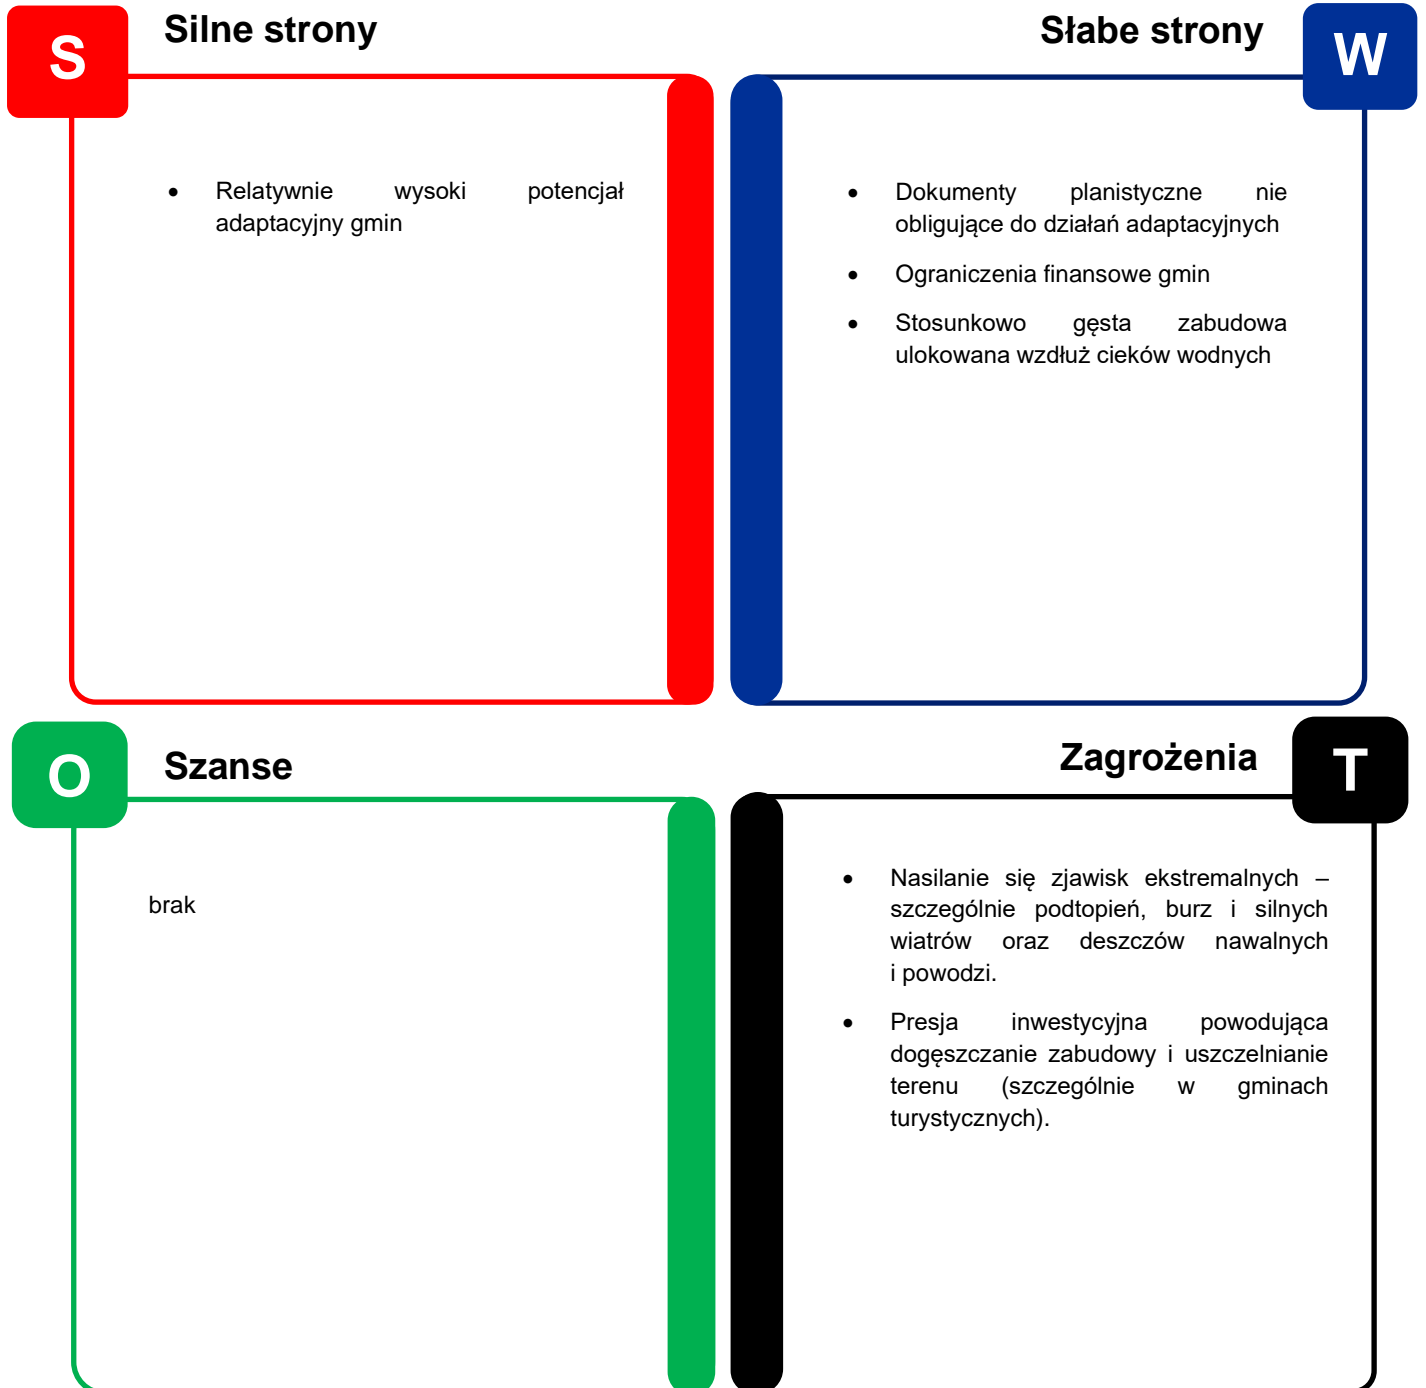 S
Silne strony
Relatywnie wysoki potencjał
adaptacyjny gmin
Słabe strony
W
Dokumenty planistyczne nie
obligujące do działań adaptacyjnych
Ograniczenia finansowe gmin
Stosunkowo gęsta zabudowa
ulokowana wzdłuż cieków wodnych
O
Szanse
brak
Zagrożenia
T
Nasilanie się zjawisk ekstremalnych –
szczególnie podtopień, burz i silnych
wiatrów oraz deszczów nawalnych
i powodzi.
Presja inwestycyjna powodująca
dogęszczanie zabudowy i uszczelnianie
terenu (szczególnie w gminach
turystycznych).